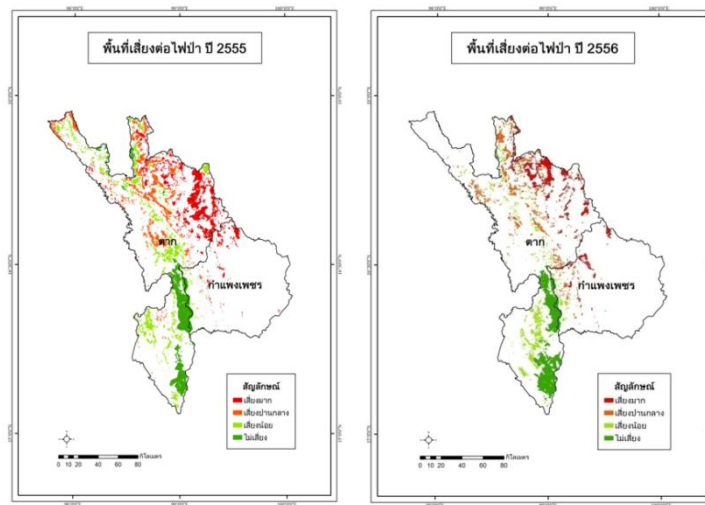 พื้นที่เสี่ยงต่อไฟป่า ปี 2555
ตาก
กำแพงเพชร
สัญลักษณ์
เสี่ยงมาก
เสี่ยงปานกลาง
เสี่ยงน้อย
ไม่เสี่ยง
0 10 20 40 60 80 กิโลเมตร
พื้นที่เสี่ยงต่อไฟป่า ปี 2556
ตาก
กำแพงเพชร
สัญลักษณ์
เสี่ยงมาก
เสี่ยงปานกลาง
เสี่ยงน้อย
ไม่เสี่ยง
0 10 20 40 60 80 กิโลเมตร